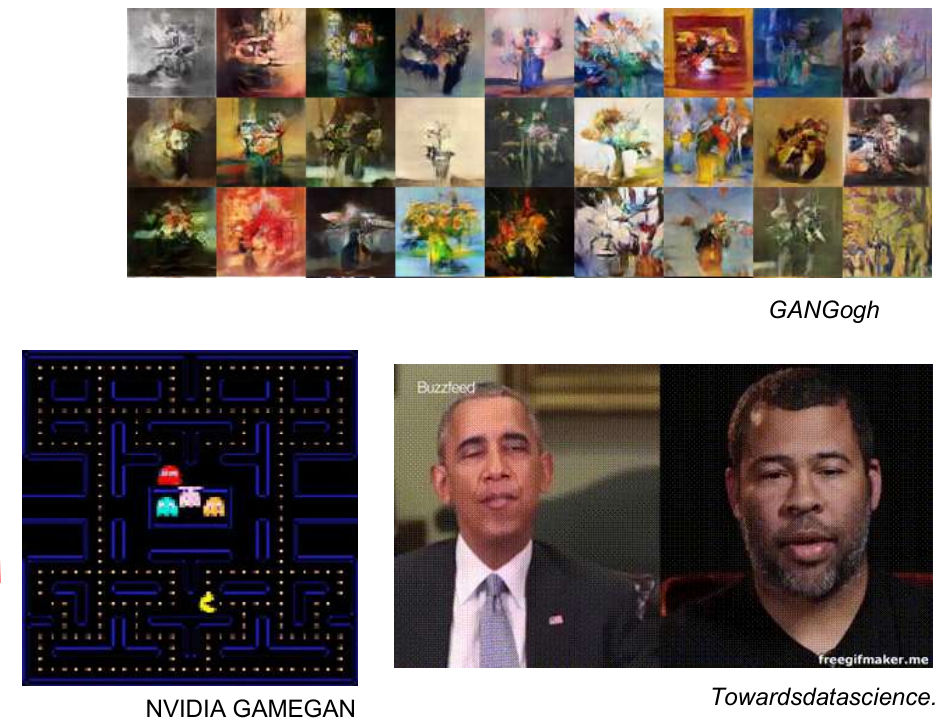 GANGogh
Buzzfeed
freegifmaker.me
NVIDIA GAMEGAN
Towardsdatascience.